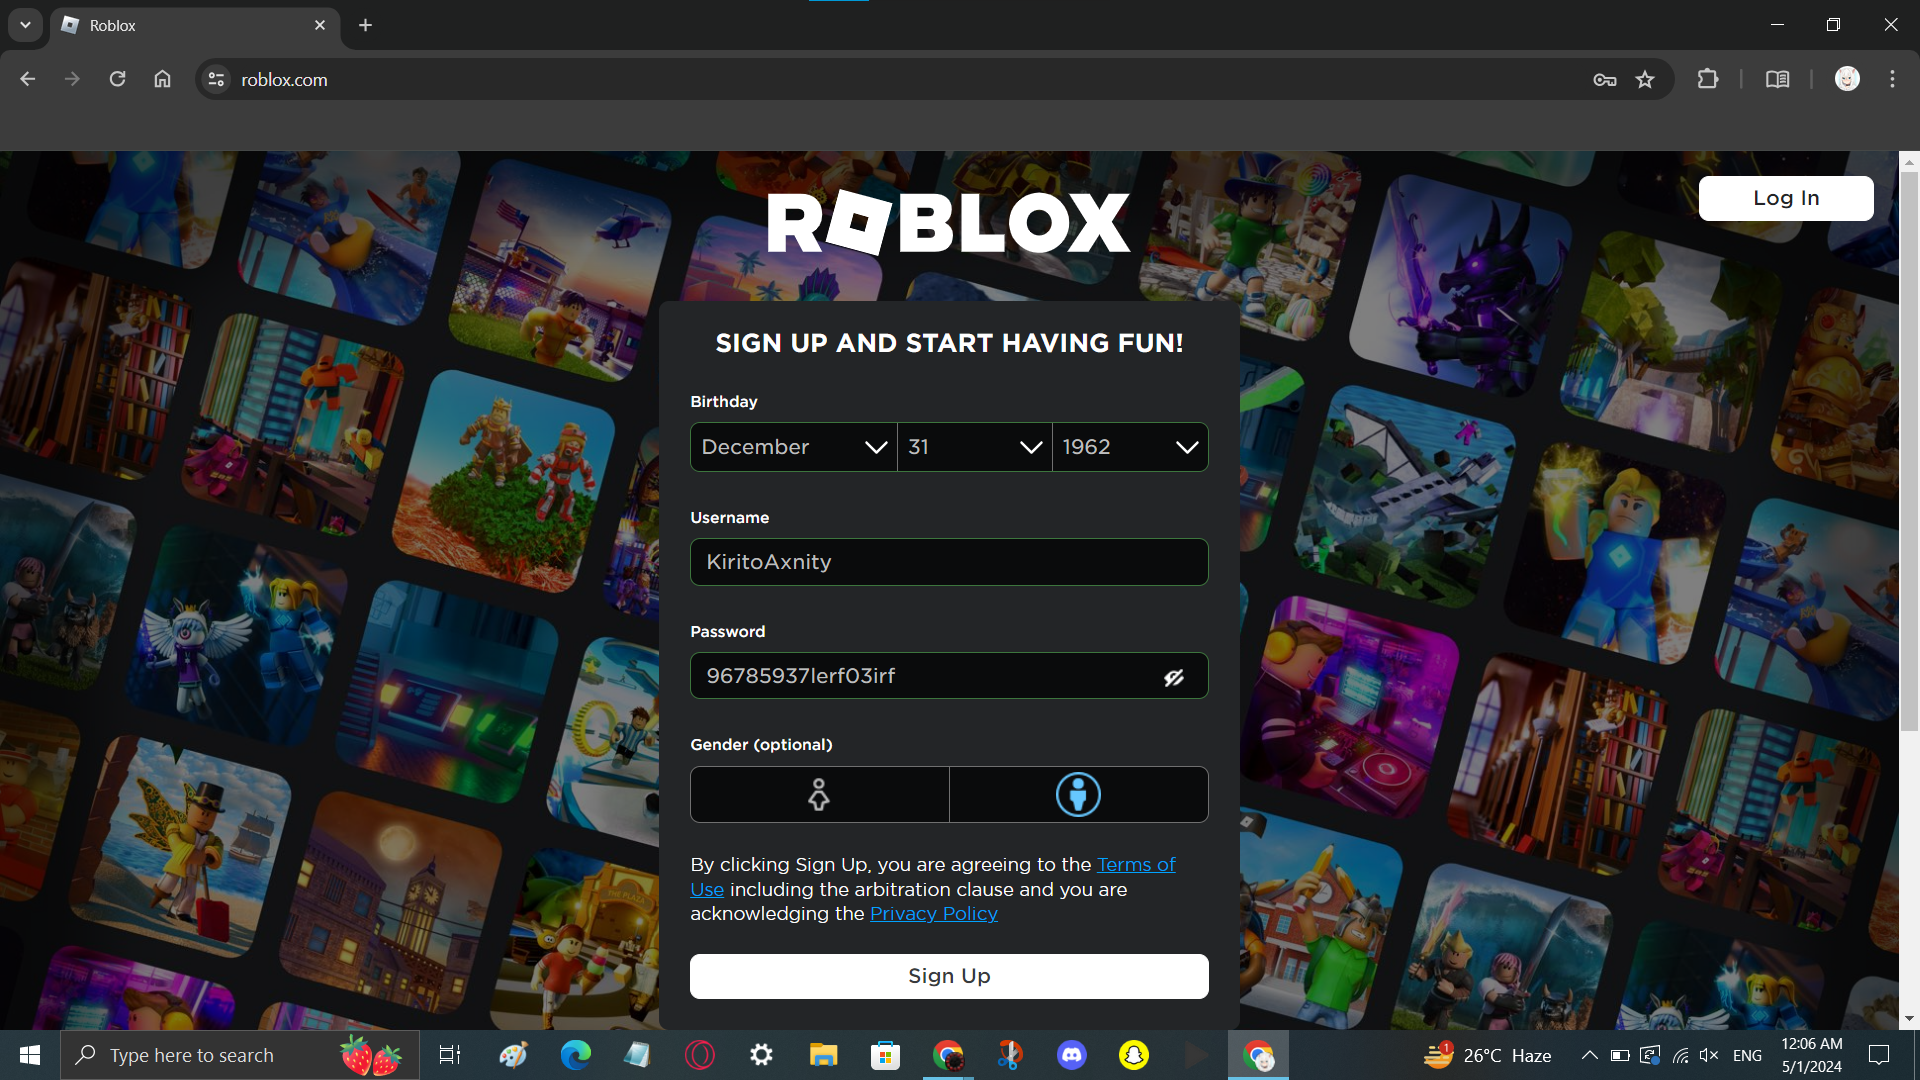 Roblox
roblox.com
Log In
ROBLOX
SIGN UP AND START HAVING FUN!
Birthday
December 31 1962
Username
KiritoAxnity
Password
96785937lerf03irf
Gender (optional)
By clicking Sign Up, you are agreeing to the Terms of
Use including the arbitration clause and you are
acknowledging the Privacy Policy
Sign Up
Type here to search
1
26°C Haze
ENG
12:06 AM
5/1/2024